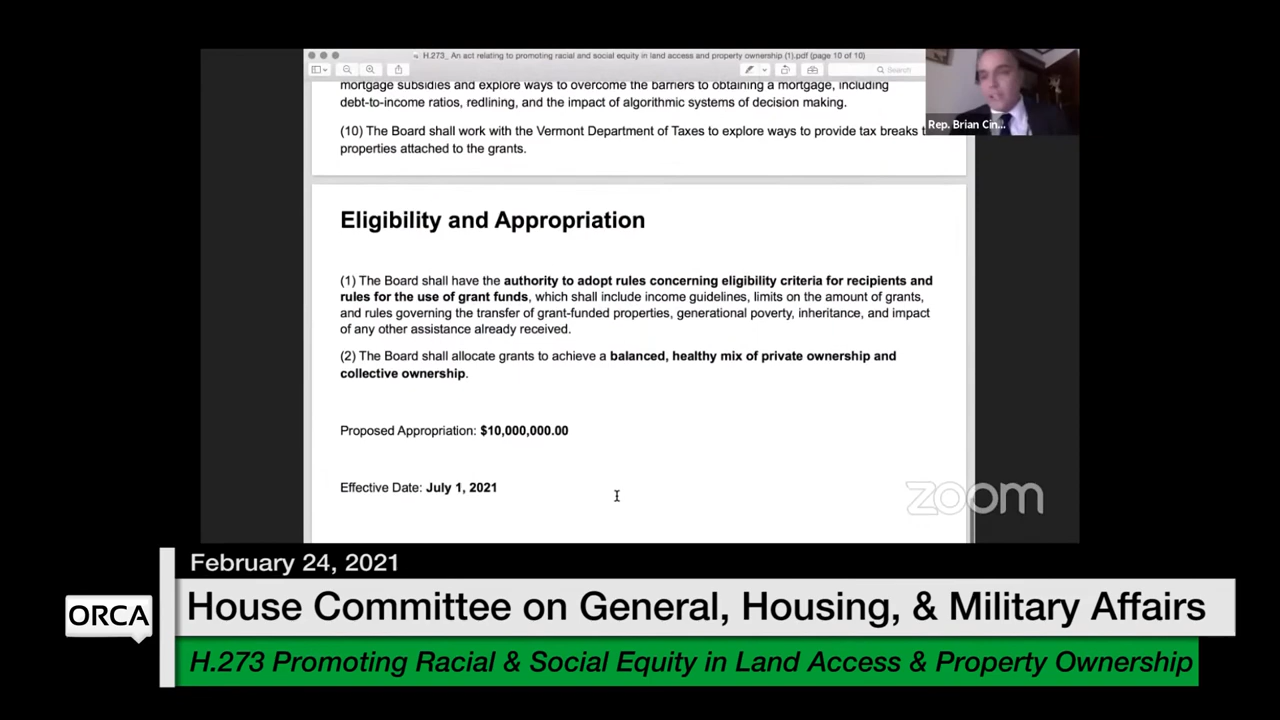 H.273_ An act relating to promoting racial and social equity in land access and property ownership (1).pdf (page 10 of 10)
Search
mortgage subsidies and explore ways to overcome the barriers to obtaining a mortgage, including
debt-to-income ratios, redlining, and the impact of algorithmic systems of decision making.
(10) The Board shall work with the Vermont Department of Taxes to explore ways to provide tax breaks
properties attached to the grants.
Rep. Brian Cin...
Eligibility and Appropriation
(1) The Board shall have the authority to adopt rules concerning eligibility criteria for recipients and
rules for the use of grant funds, which shall include income guidelines, limits on the amount of grants,
and rules governing the transfer of grant-funded properties, generational poverty, inheritance, and impact
of any other assistance already received.
(2) The Board shall allocate grants to achieve a balanced, healthy mix of private ownership and
collective ownership.
Proposed Appropriation: $10,000,000.00
Effective Date: July 1, 2021
zoom
February 24, 2021
ORCA
House Committee on General, Housing, & Military Affairs
H.273 Promoting Racial & Social Equity in Land Access & Property Ownership